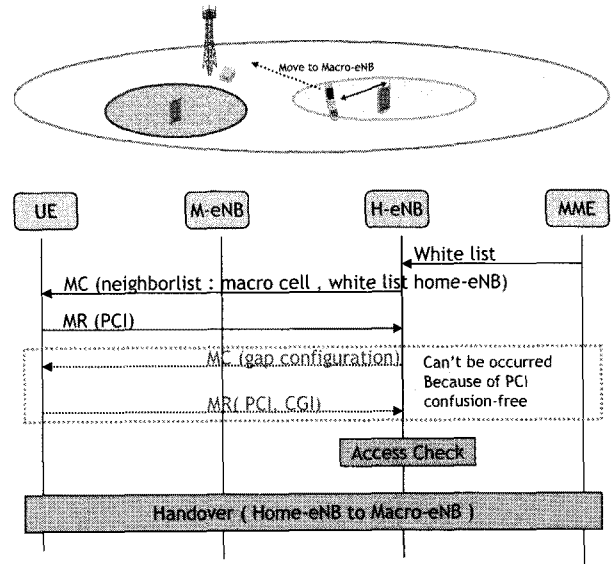 Move to Macro-eNB
UE
M-eNB
H-eNB
MME
White list
MC (neighborlist : macro cell , white list home-eNB)
MR (PCI)
MC (gap configuration)
Can't be occurred
Because of PCI
confusion-free
MR( PCI, CGI)
Access Check
Handover ( Home-eNB to Macro-eNB )